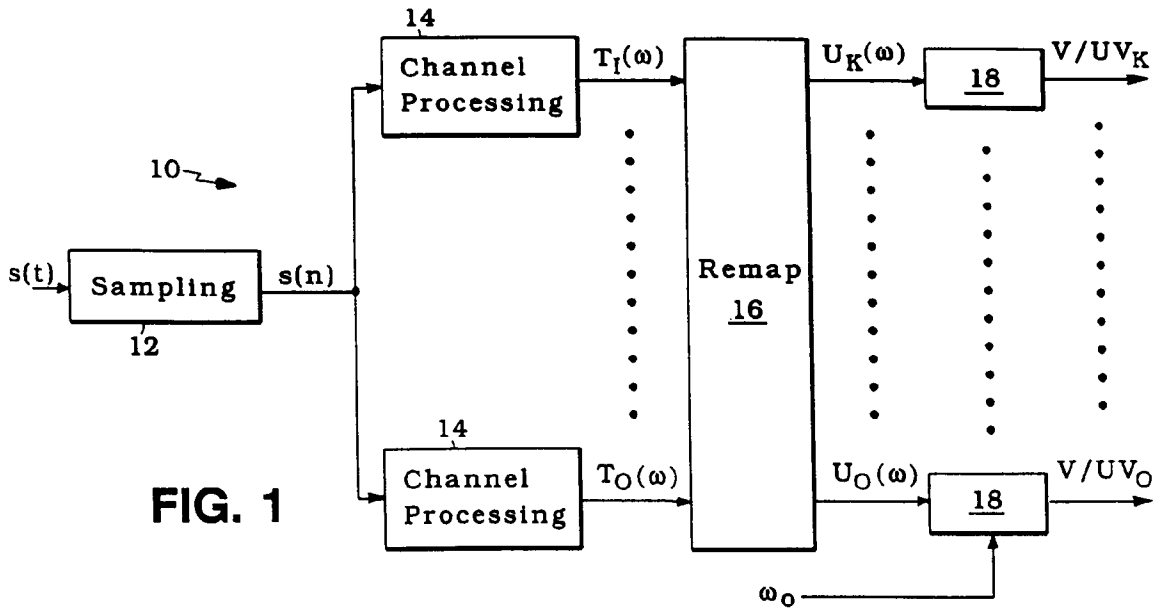 14
Channel
Processing
T_I(ω)
U_K(ω)
18
V/UV_K
10
s(t)
Sampling
s(n)
12
Remap
16
14
Channel
Processing
T_O(ω)
U_O(ω)
18
V/UV_O
FIG. 1
ω_o